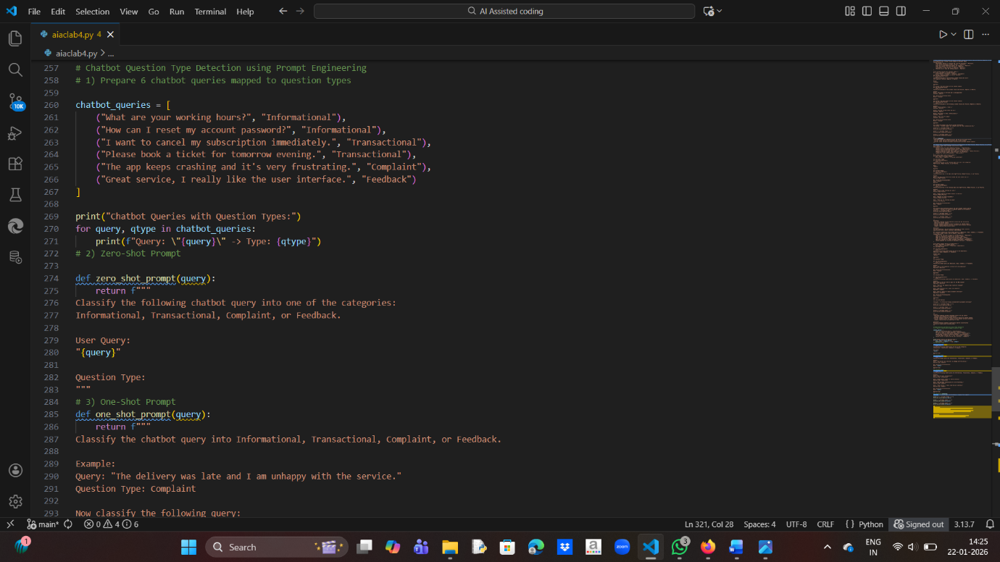 File Edit Selection View Go Run Terminal Help
AI Assisted coding
aiaclab4.py 4
aiaclab4.py > ...
257 # Chatbot Question Type Detection using Prompt Engineering
258 # 1) Prepare 6 chatbot queries mapped to question types
259
260 chatbot_queries = [
261     ("What are your working hours?", "Informational"),
262     ("How can I reset my account password?", "Informational"),
263     ("I want to cancel my subscription immediately.", "Transactional"),
264     ("Please book a ticket for tomorrow evening.", "Transactional"),
265     ("The app keeps crashing and it's very frustrating.", "Complaint"),
266     ("Great service, I really like the user interface.", "Feedback")
267 ]
268
269 print("Chatbot Queries with Question Types:")
270 for query, qtype in chatbot_queries:
271     print(f"Query: \"{query}\" -> Type: {qtype}")
272 # 2) Zero-Shot Prompt
273
274 def zero_shot_prompt(query):
275     return f"""
276 Classify the following chatbot query into one of the categories:
277 Informational, Transactional, Complaint, or Feedback.
278
279 User Query:
280 "{query}"
281
282 Question Type:
283 """
284 # 3) One-Shot Prompt
285 def one_shot_prompt(query):
286     return f"""
287 Classify the chatbot query into Informational, Transactional, Complaint, or Feedback.
288
289 Example:
290 Query: "The delivery was late and I am unhappy with the service."
291 Question Type: Complaint
292
293 Now classify the following query:
10K
main* 0 4 6
Ln 321, Col 28 Spaces: 4 UTF-8 CRLF {} Python Signed out 3.13.7
1
Search
zoom
3
ENG
IN
14:25
22-01-2026